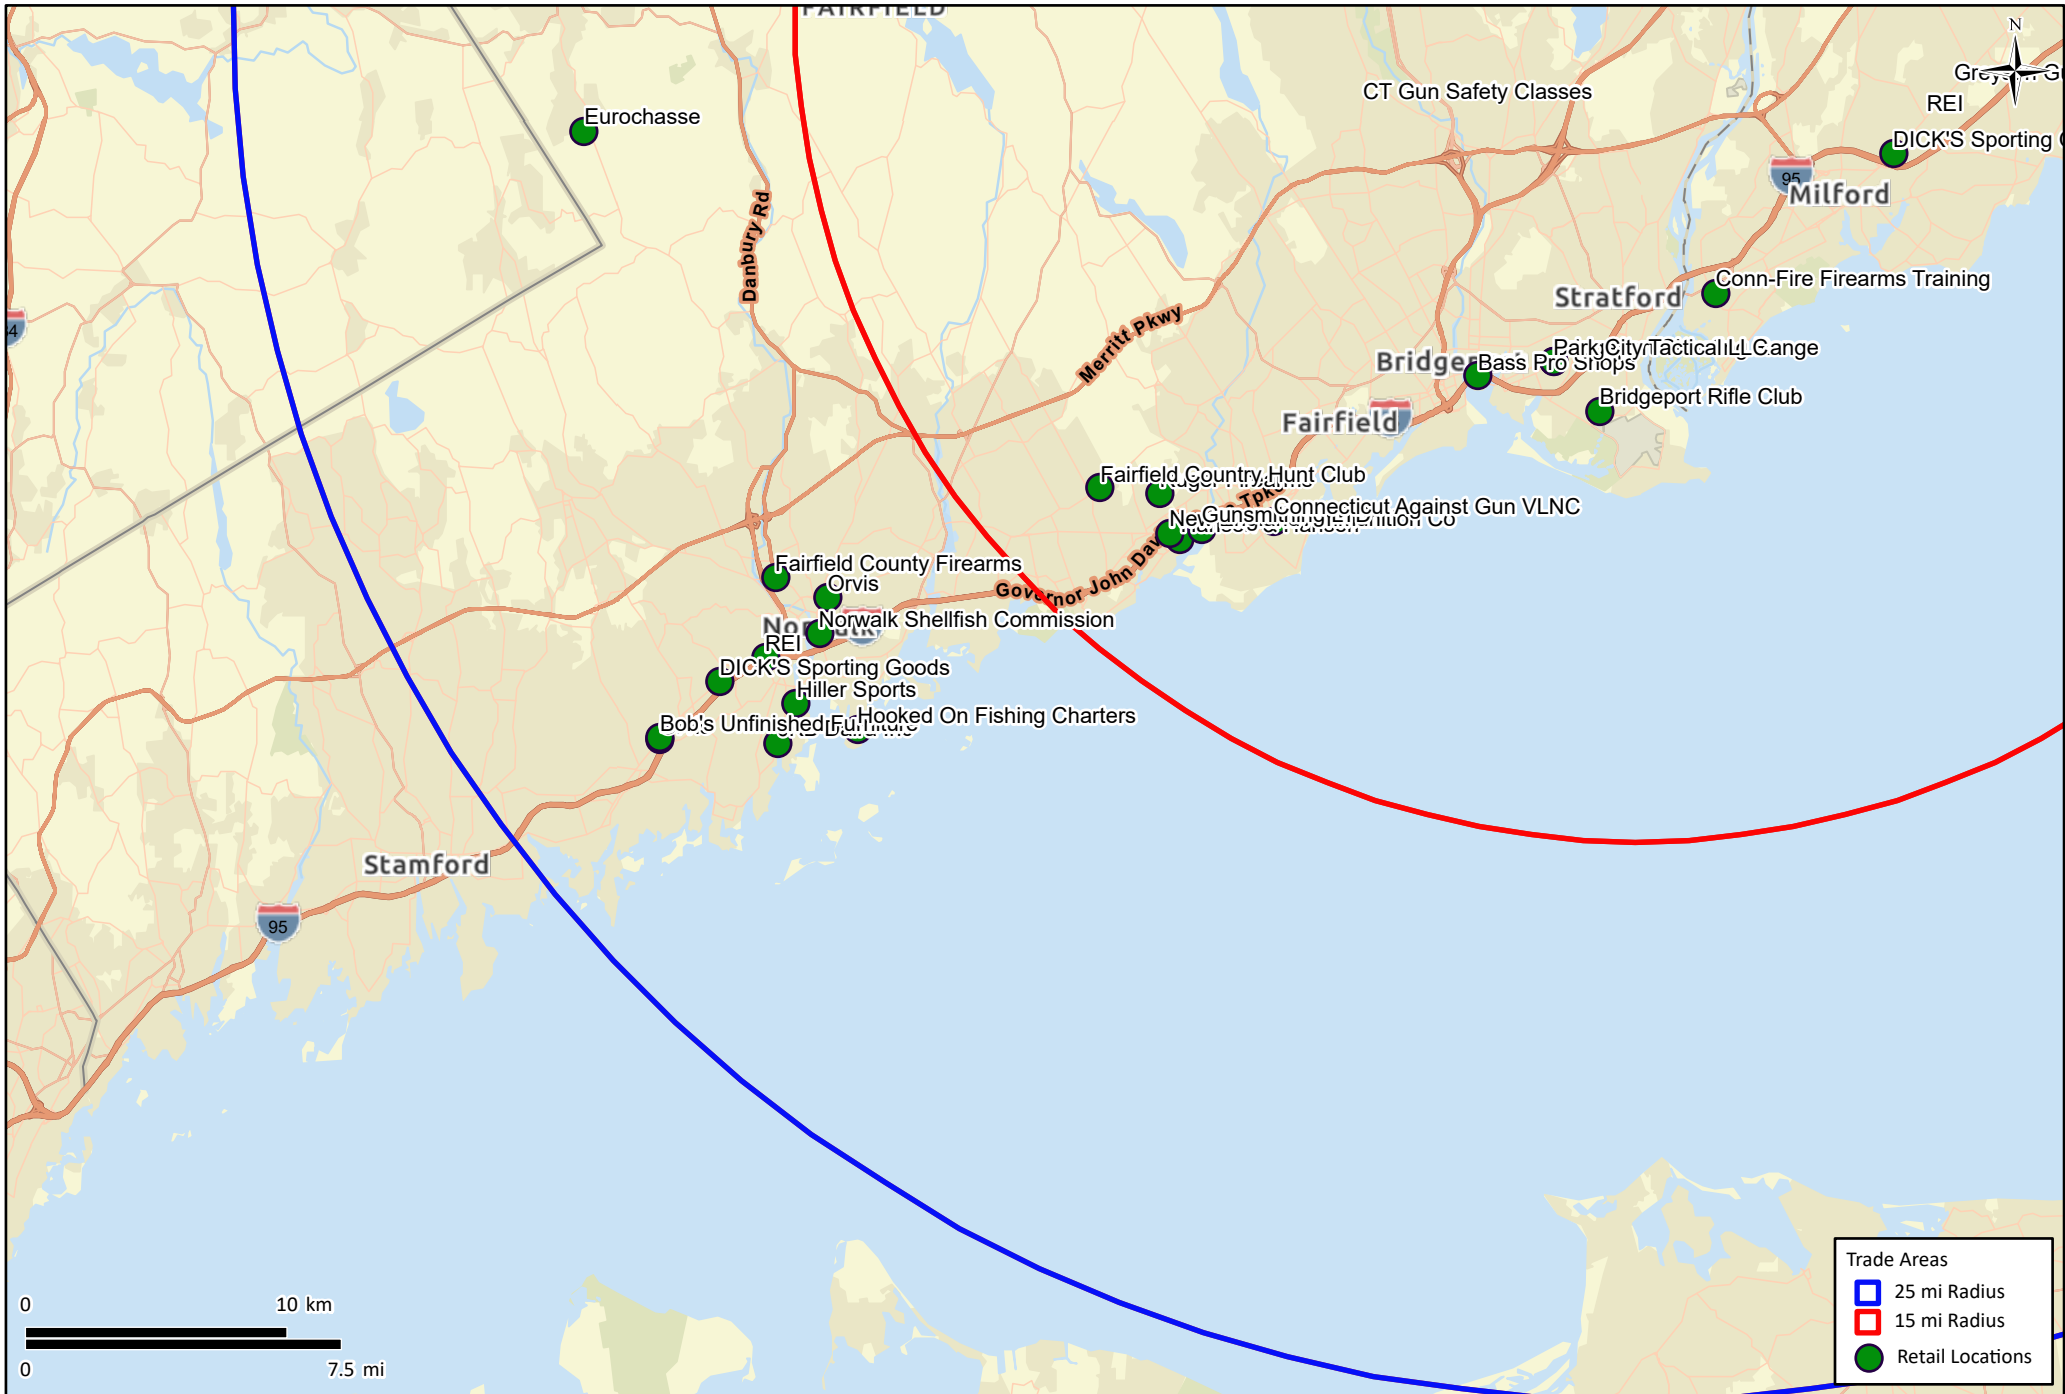 FAIRFIELD
N
CT Gun Safety Classes
REI
Eurochasse
DICK'S Sporting
95
Milford
Danbury Rd
Conn-Fire Firearms Training
Stratford
Merritt Pkwy
Park City Tactical LLC
Bass Pro Shops
Bridgeport Rifle Club
Fairfield
Fairfield Country Hunt Club
Connecticut Against Gun VLNC
Fairfield County Firearms
Orvis
Governor John
Norwalk Shellfish Commission
REI
DICK'S Sporting Goods
Hiller Sports
Hooked On Fishing Charters
Bob's Unfinished Furniture
Stamford
95
Trade Areas
25 mi Radius
15 mi Radius
Retail Locations
0 10 km
0 7.5 mi